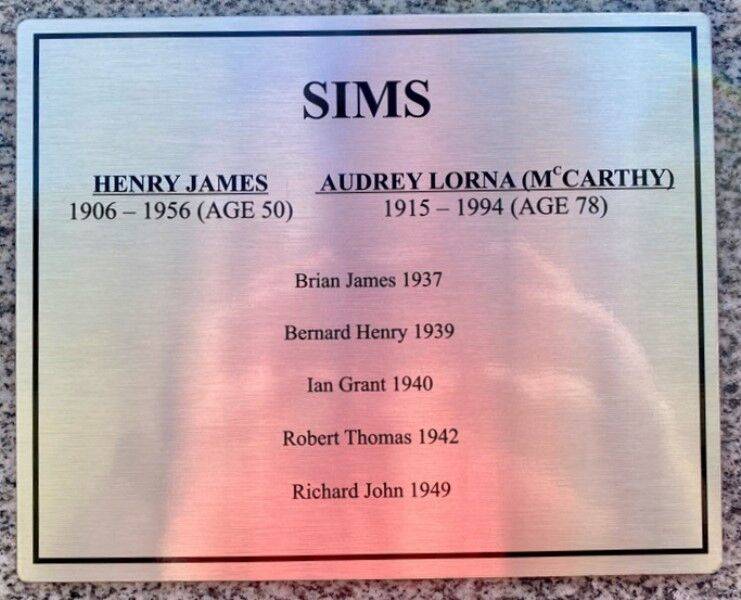 SIMS
HENRY JAMES AUDREY LORNA (McCARTHY)
1906 – 1956 (AGE 50) 1915 – 1994 (AGE 78)
Brian James 1937
Bernard Henry 1939
Ian Grant 1940
Robert Thomas 1942
Richard John 1949